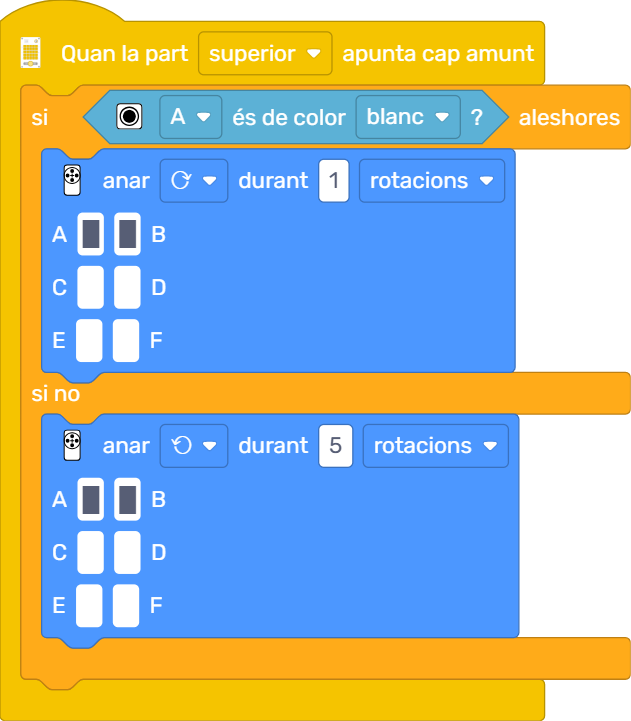 Quan la part superior apunta cap amunt
si A és de color blanc ? aleshores
anar durant 1 rotacions
A B
C D
E F
si no
anar durant 5 rotacions
A B
C D
E F